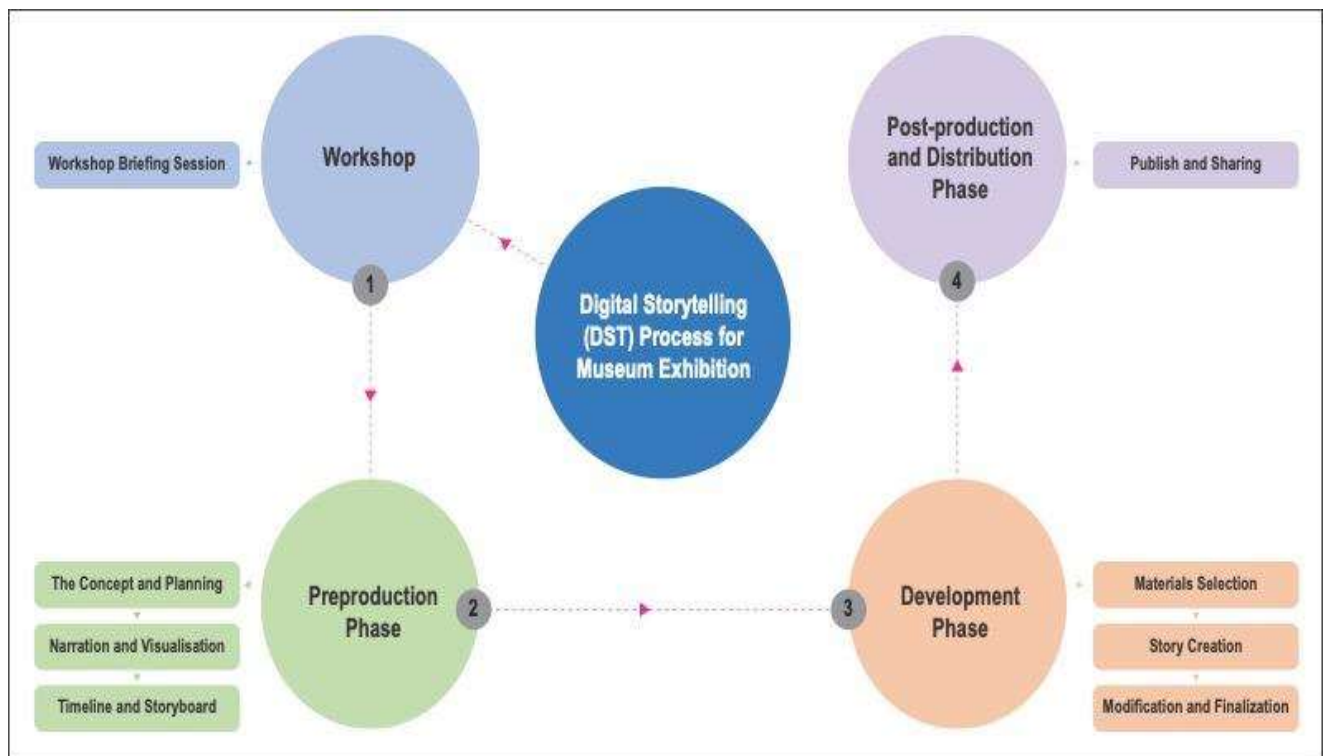 Digital Storytelling
(DST) Process for
Museum Exhibition
Workshop
Workshop Briefing Session
1
Preproduction
Phase
2
The Concept and Planning
Narration and Visualisation
Timeline and Storyboard
3
Development
Phase
Materials Selection
Story Creation
Modification and Finalization
4
Post-production
and Distribution
Phase
Publish and Sharing